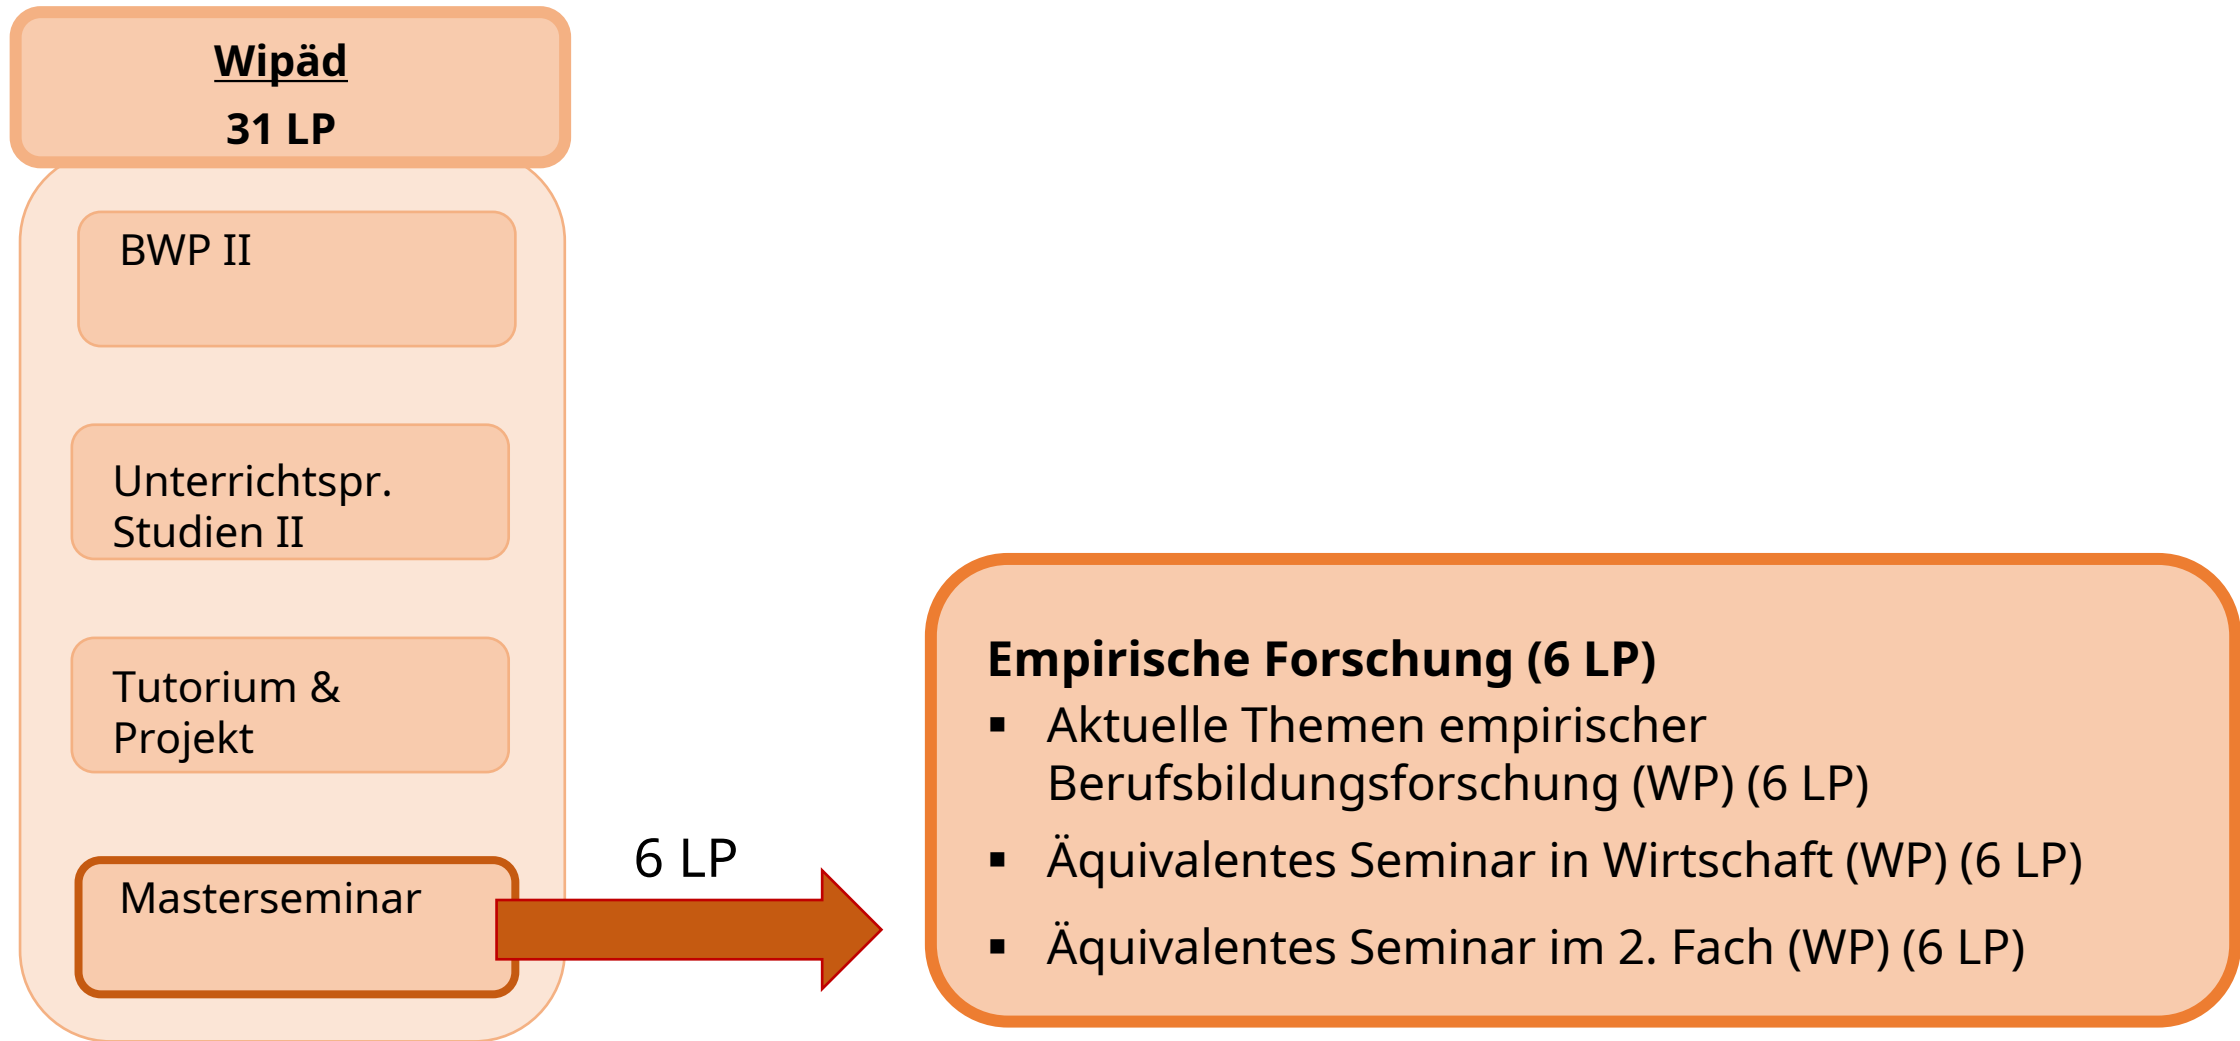 Wipäd
31 LP
BWP II
Unterrichtspr.
Studien II
Tutorium &
Projekt
Masterseminar
6 LP
Empirische Forschung (6 LP)
▪ Aktuelle Themen empirischer
Berufsbildungsforschung (WP) (6 LP)
▪ Äquivalentes Seminar in Wirtschaft (WP) (6 LP)
▪ Äquivalentes Seminar im 2. Fach (WP) (6 LP)